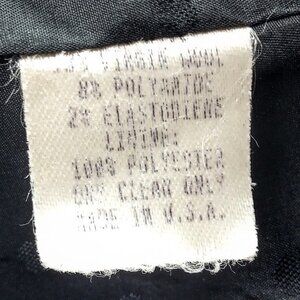 VIRGIN WOOL
8% POLYAMIDE
2% ELASTODIENE
LINING:
100% POLYESTER
DRY CLEAN ONLY
MADE IN U.S.A.